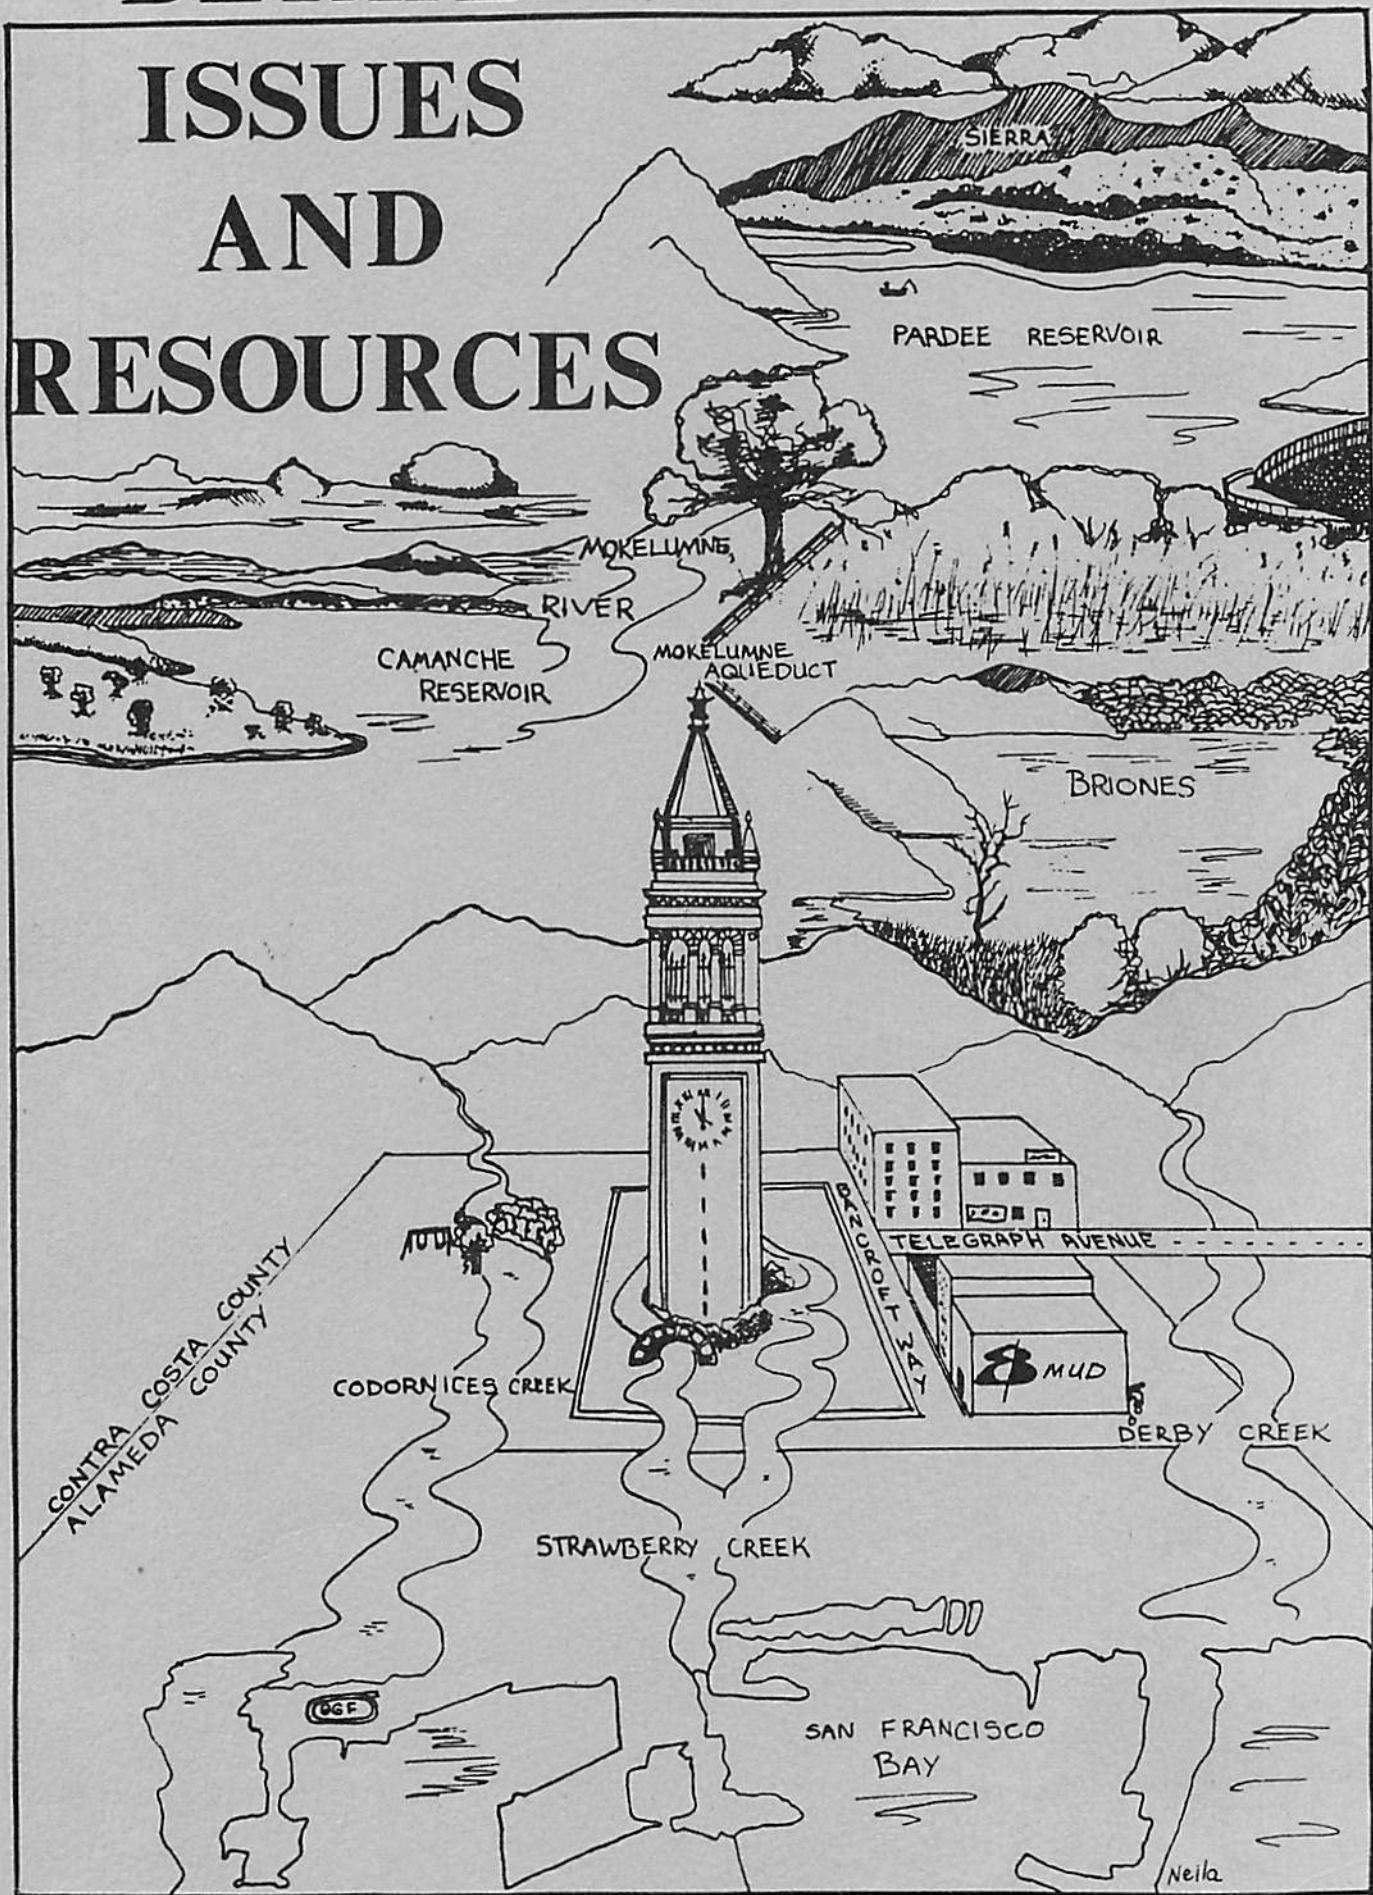 ISSUES
AND
RESOURCES
SIERRA
PARDEE RESERVOIR
MOKELUMNE
RIVER
CAMANCHE
RESERVOIR
MOKELUMNE
AQUEDUCT
BRIONES
BANCROFT WAY
TELEGRAPH AVENUE
CONTRA COSTA COUNTY
ALAMEDA COUNTY
CODORNICES CREEK
MUD
DERBY CREEK
STRAWBERRY CREEK
GGF
SAN FRANCISCO
BAY
Neila